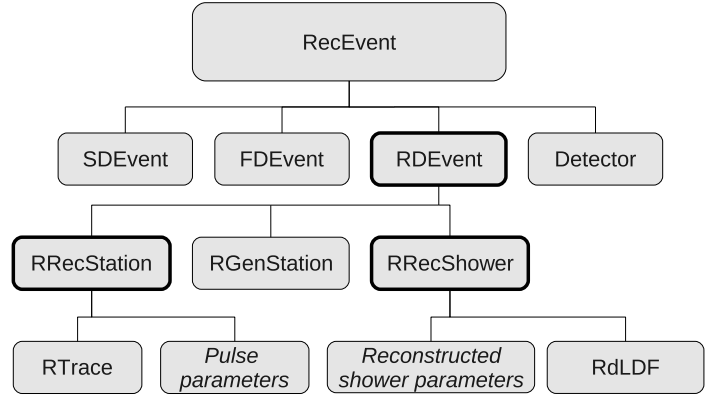 RecEvent
SDEvent
FDEvent
RDEvent
Detector
RRecStation
RGenStation
RRecShower
RTrace
Pulse
parameters
Reconstructed
shower parameters
RdLDF